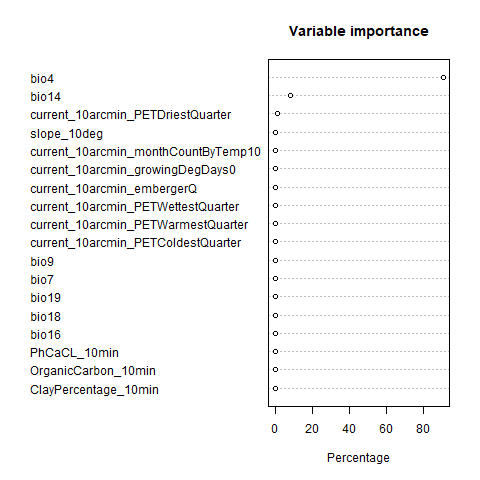 Variable importance
bio4
bio14
current_10arcmin_PETDriestQuarter
slope_10deg
current_10arcmin_monthCountByTemp10
current_10arcmin_growingDegDays0
current_10arcmin_embergerQ
current_10arcmin_PETWettestQuarter
current_10arcmin_PETWarmestQuarter
current_10arcmin_PETColdestQuarter
bio9
bio7
bio19
bio18
bio16
PhCaCL_10min
OrganicCarbon_10min
ClayPercentage_10min
0 20 40 60 80
Percentage